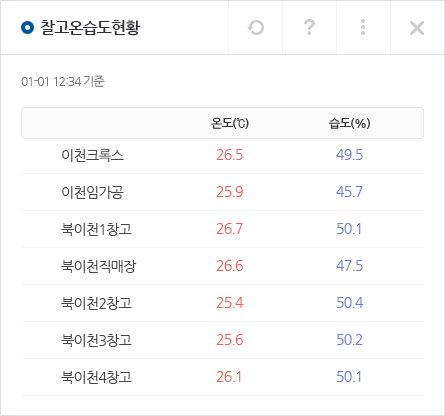 찰고온습도현황
01-01 12:34 기준
온도(℃) 습도(%)
이천크록스 26.5 49.5
이천임가공 25.9 45.7
북이천1창고 26.7 50.1
북이천직매장 26.6 47.5
북이천2창고 25.4 50.4
북이천3창고 25.6 50.2
북이천4창고 26.1 50.1